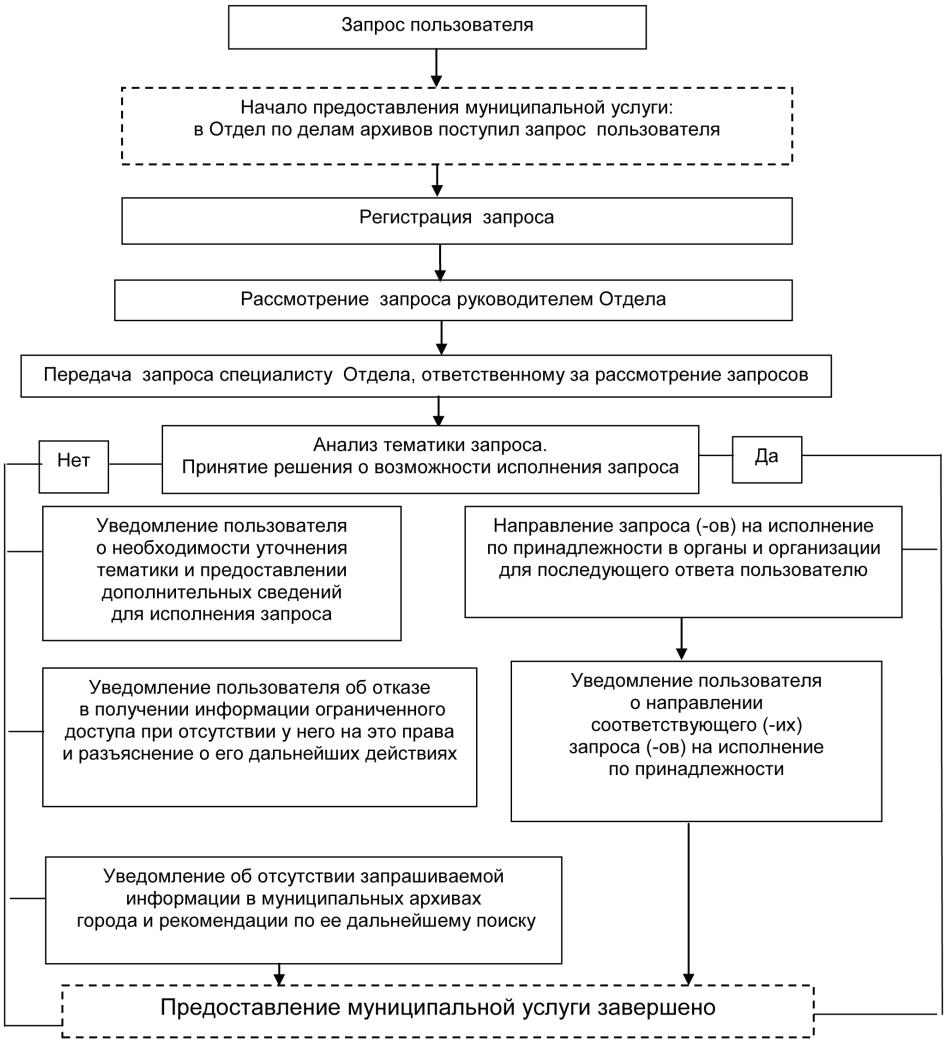 Запрос пользователя
Начало предоставления муниципальной услуги:
в Отдел по делам архивов поступил запрос пользователя
Регистрация запроса
Рассмотрение запроса руководителем Отдела
Передача запроса специалисту Отдела, ответственному за рассмотрение запросов
Анализ тематики запроса.
Принятие решения о возможности исполнения запроса
Нет
Да
Уведомление пользователя
о необходимости уточнения
тематики и предоставлении
дополнительных сведений
для исполнения запроса
Направление запроса (-ов) на исполнение
по принадлежности в органы и организации
для последующего ответа пользователю
Уведомление пользователя об отказе
в получении информации ограниченного
доступа при отсутствии у него на это права
и разъяснение о его дальнейших действиях
Уведомление пользователя
о направлении
соответствующего (-их)
запроса (-ов) на исполнение
по принадлежности
Уведомление об отсутствии запрашиваемой
информации в муниципальных архивах
города и рекомендации по ее дальнейшему поиску
Предоставление муниципальной услуги завершено